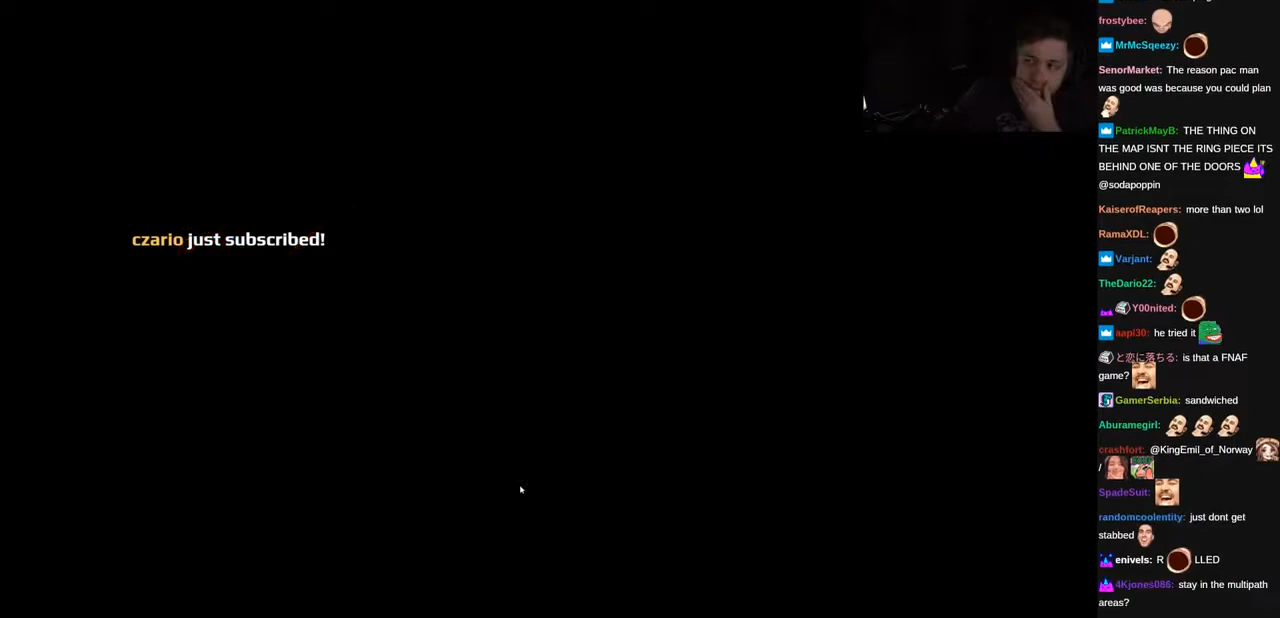 frostybee:
MrMcSqeezy:
SenorMarket: The reason pac man
was good was because you could plan
PatrickMayB: THE THING ON
THE MAP ISNT THE RING PIECE ITS
BEHIND ONE OF THE DOORS
@sodapoppin
KaiserofReapers: more than two lol
RamaXDL:
Varjant:
TheDario22:
Y00nited:
aapl30: he tried it
と恋に落ちる: is that a FNAF
game?
GamerSerbia: sandwiched
Aburamegirl:
crashfort: @KingEmil_of_Norway
/
SpadeSuit:
randomcoolentity: just dont get
stabbed
enivels: R LLED
4Kjones086: stay in the multipath
areas?
czario just subscribed!